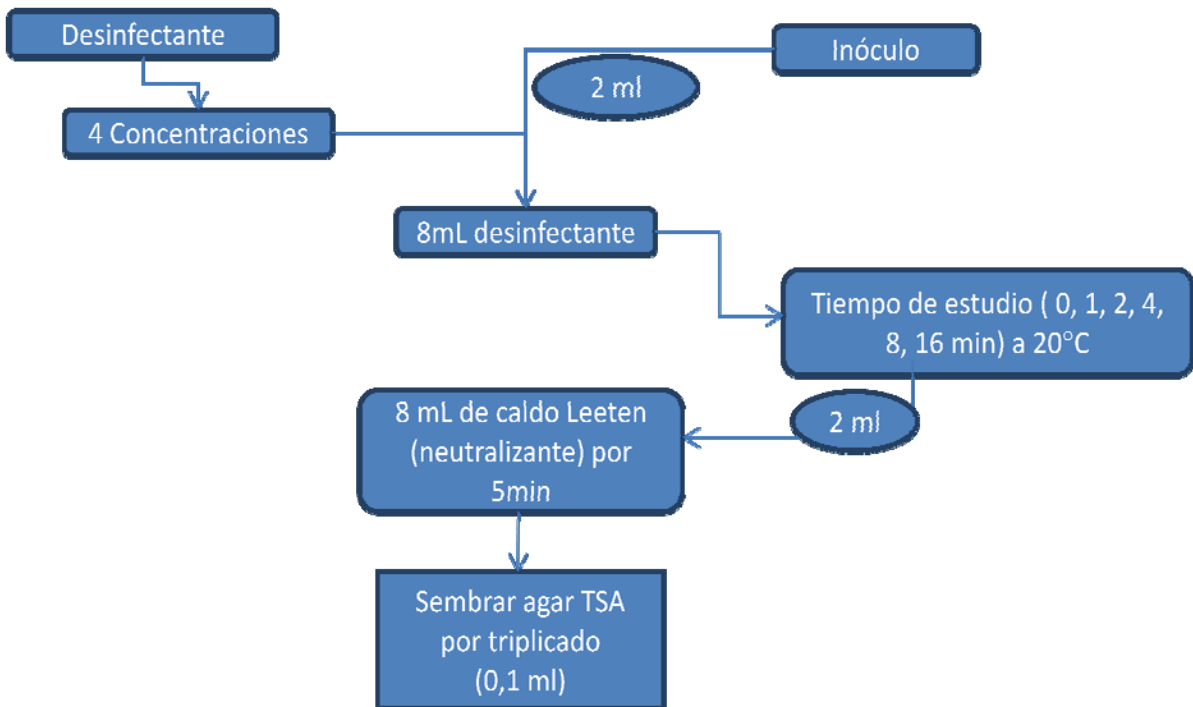 Desinfectante
Inóculo
2 ml
4 Concentraciones
8mL desinfectante
Tiempo de estudio ( 0, 1, 2, 4,
8, 16 min) a 20°C
2 ml
8 mL de caldo Leeten
(neutralizante) por
5min
Sembrar agar TSA
por triplicado
(0,1 ml)